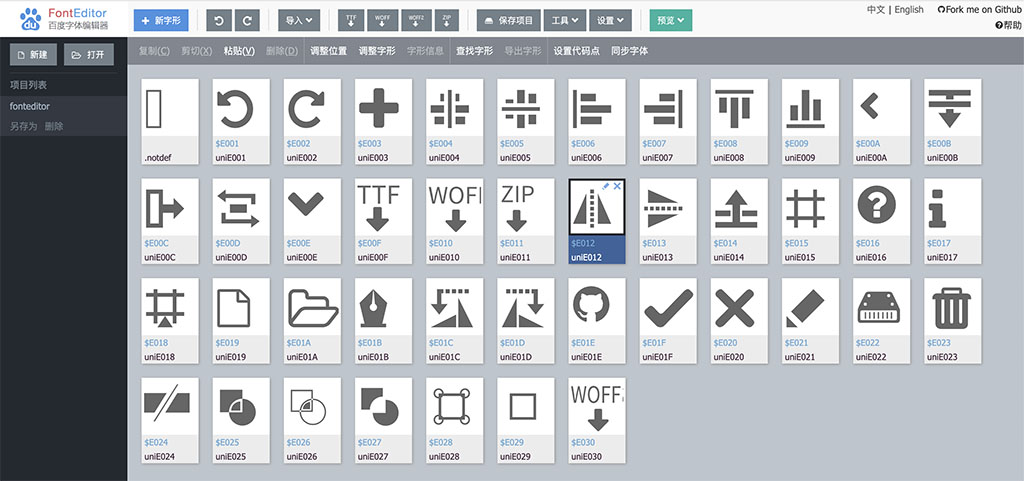 FontEditor
百度字体编辑器
du
新字形
导入
TTF
WOFF
WOF2
ZIP
保存项目
工具
设置
预览
中文 | English
Fork me on Github
帮助
新建
打开
项目列表
fonteditor
另存为 删除
复制(C) 剪切(X) 粘贴(V) 删除(D) 调整位置 调整字形 字形信息 查找字形 导出字形 设置代码点 同步字体
$E001 $E002 $E003 $E004 $E005 $E006 $E007 $E008 $E009 $E00A $E00B
.notdef uniE001 uniE002 uniE003 uniE004 uniE005 uniE006 uniE007 uniE008 uniE009 uniE00A uniE00B
TTF WOFF ZIP
$E00C $E00D $E00E $E00F $E010 $E011 $E012 $E013 $E014 $E015 $E016 $E017
uniE00C uniE00D uniE00E uniE00F uniE010 uniE011 uniE012 uniE013 uniE014 uniE015 uniE016 uniE017
$E018 $E019 $E01A $E01B $E01C $E01D $E01E $E01F $E020 $E021 $E022 $E023
uniE018 uniE019 uniE01A uniE01B uniE01C uniE01D uniE01E uniE01F uniE020 uniE021 uniE022 uniE023
WOFF
$E024 $E025 $E026 $E027 $E028 $E029 $E030
uniE024 uniE025 uniE026 uniE027 uniE028 uniE029 uniE030